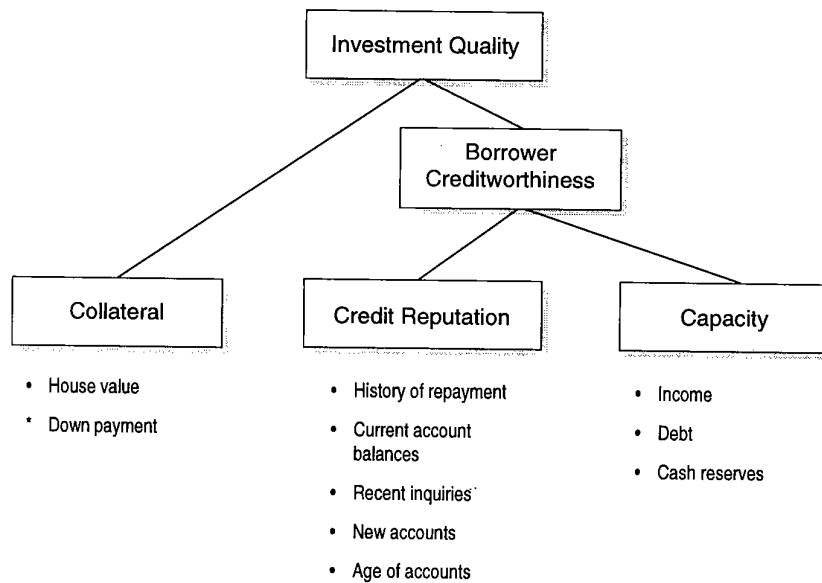 Investment Quality
Borrower
Creditworthiness
Collateral
Credit Reputation
Capacity
• House value
* Down payment
• History of repayment
• Current account
balances
• Recent inquiries
• New accounts
• Age of accounts
• Income
• Debt
• Cash reserves